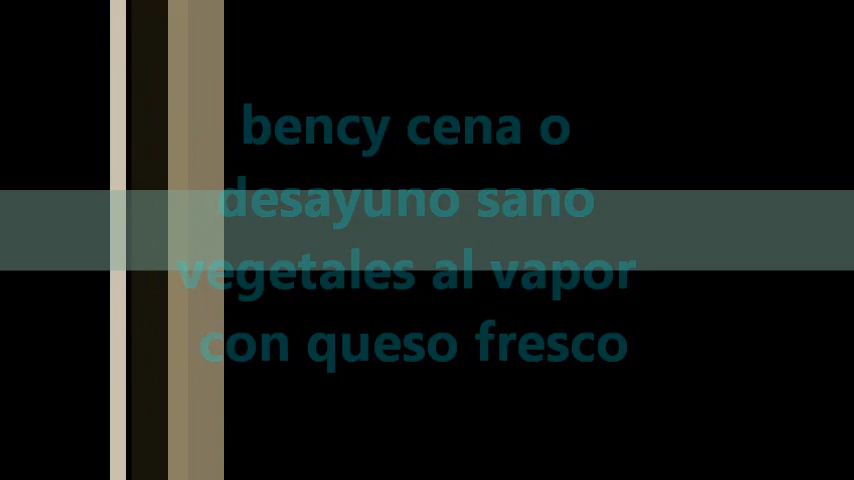 bency cena o
desayuno sano
vegetales al vapor
con queso fresco